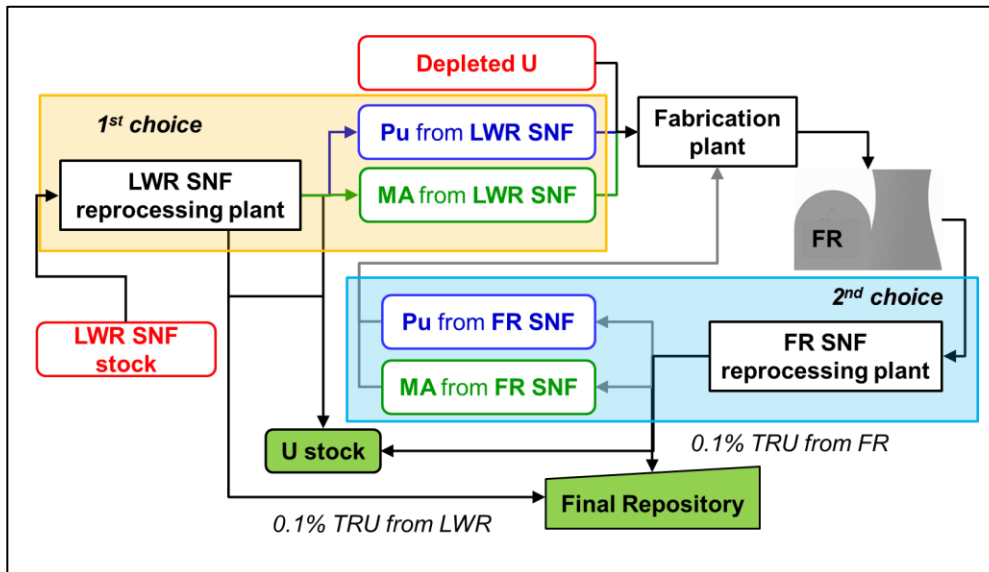 Depleted U
1st choice
Pu from LWR SNF
Fabrication
plant
LWR SNF
reprocessing plant
MA from LWR SNF
FR
2nd choice
Pu from FR SNF
LWR SNF
stock
FR SNF
reprocessing plant
MA from FR SNF
U stock
0.1% TRU from FR
Final Repository
0.1% TRU from LWR